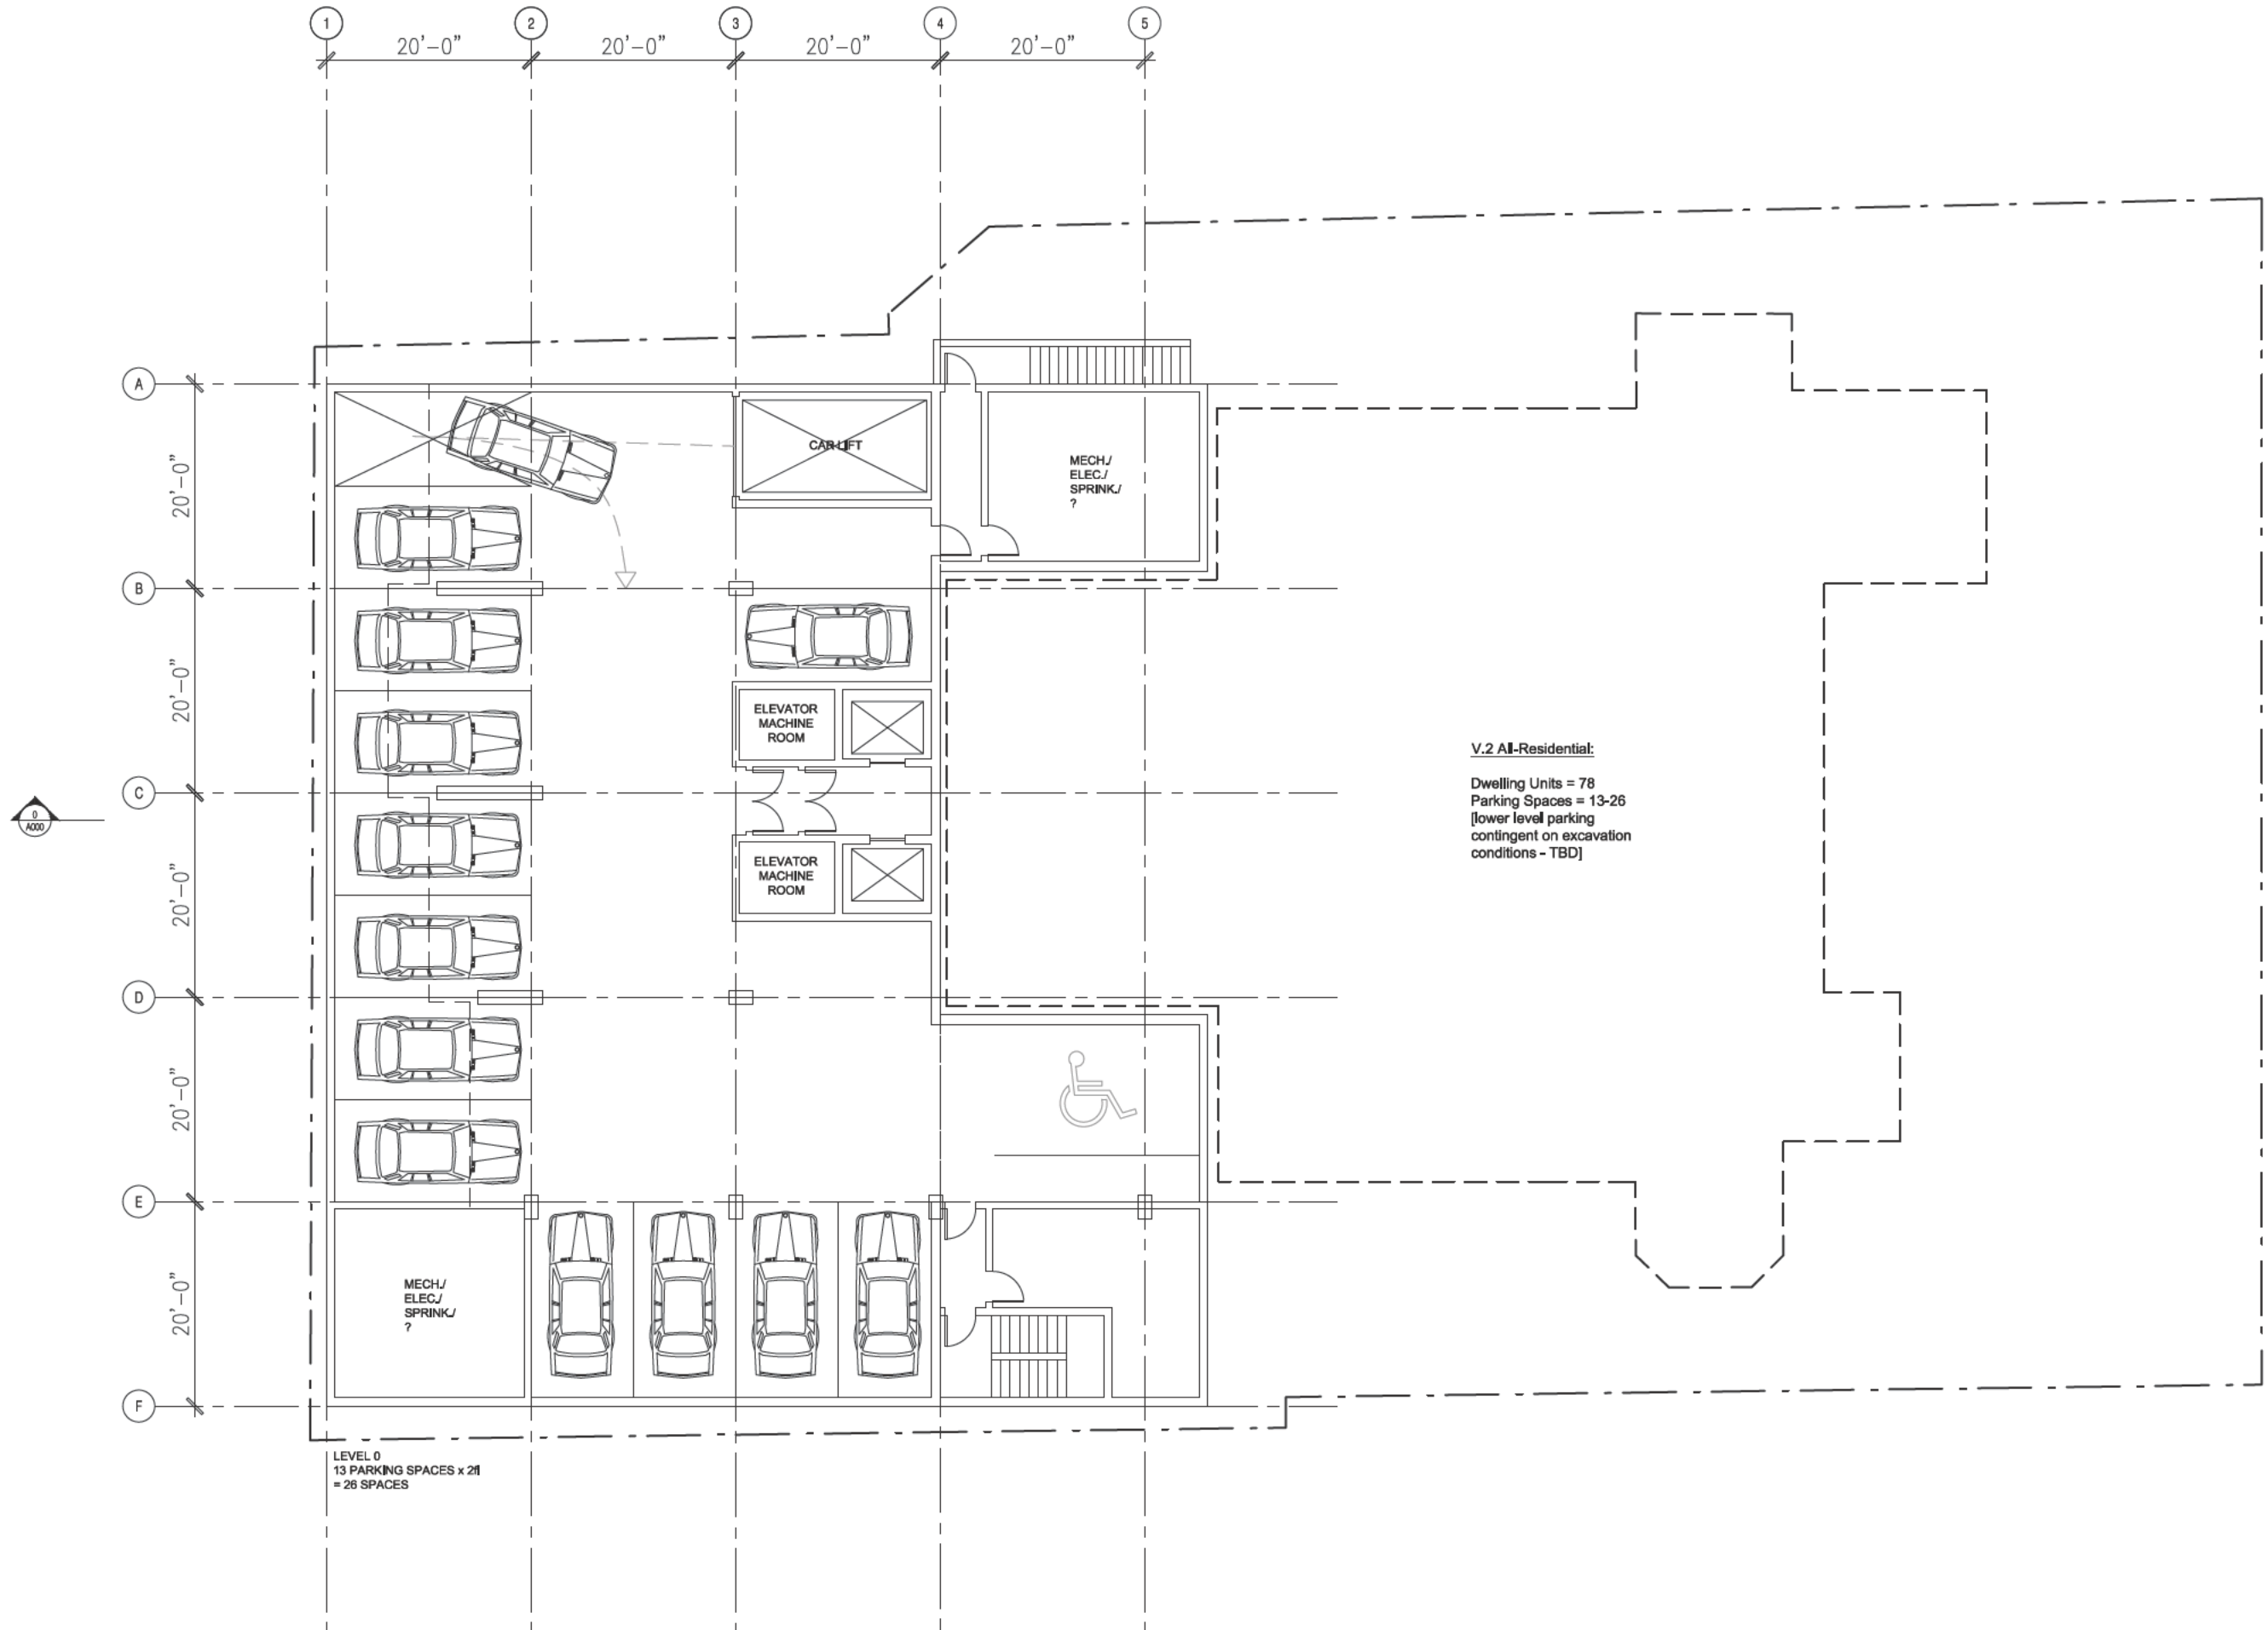 1
2
3
4
5
20'-0"
20'-0"
20'-0"
20'-0"
A
20'-0"
B
20'-0"
C
20'-0"
D
20'-0"
E
20'-0"
F
CAR LIFT
MECH./
ELEC./
SPRINK./
?
ELEVATOR
MACHINE
ROOM
ELEVATOR
MACHINE
ROOM
0
A000
V.2 All-Residential:
Dwelling Units = 78
Parking Spaces = 13-26
[lower level parking
contingent on excavation
conditions - TBD]
MECH./
ELEC./
SPRINK./
?
LEVEL 0
13 PARKING SPACES x 2fl
= 26 SPACES